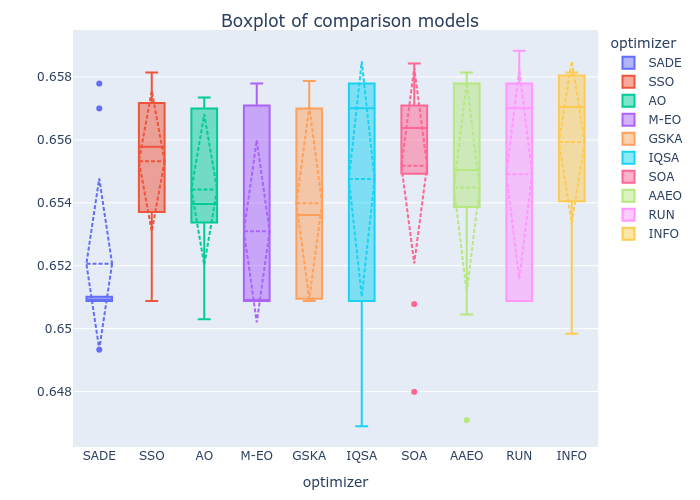 Boxplot of comparison models
optimizer
SADE
SSO
AO
M-EO
GSKA
IQSA
SOA
AAEO
RUN
INFO
0.658
0.656
0.654
0.652
0.65
0.648
SADE SSO AO M-EO GSKA IQSA SOA AAEO RUN INFO
optimizer